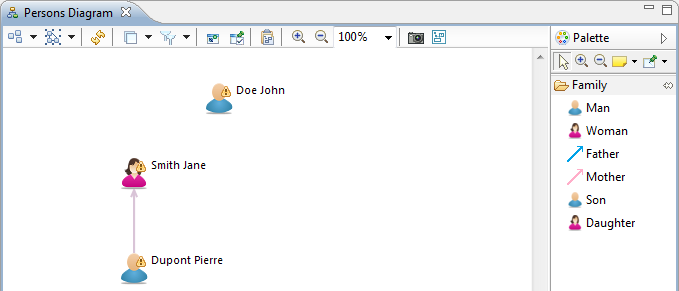 Persons Diagram
100%
Doe John
Smith Jane
Dupont Pierre
Palette
Family
Man
Woman
Father
Mother
Son
Daughter